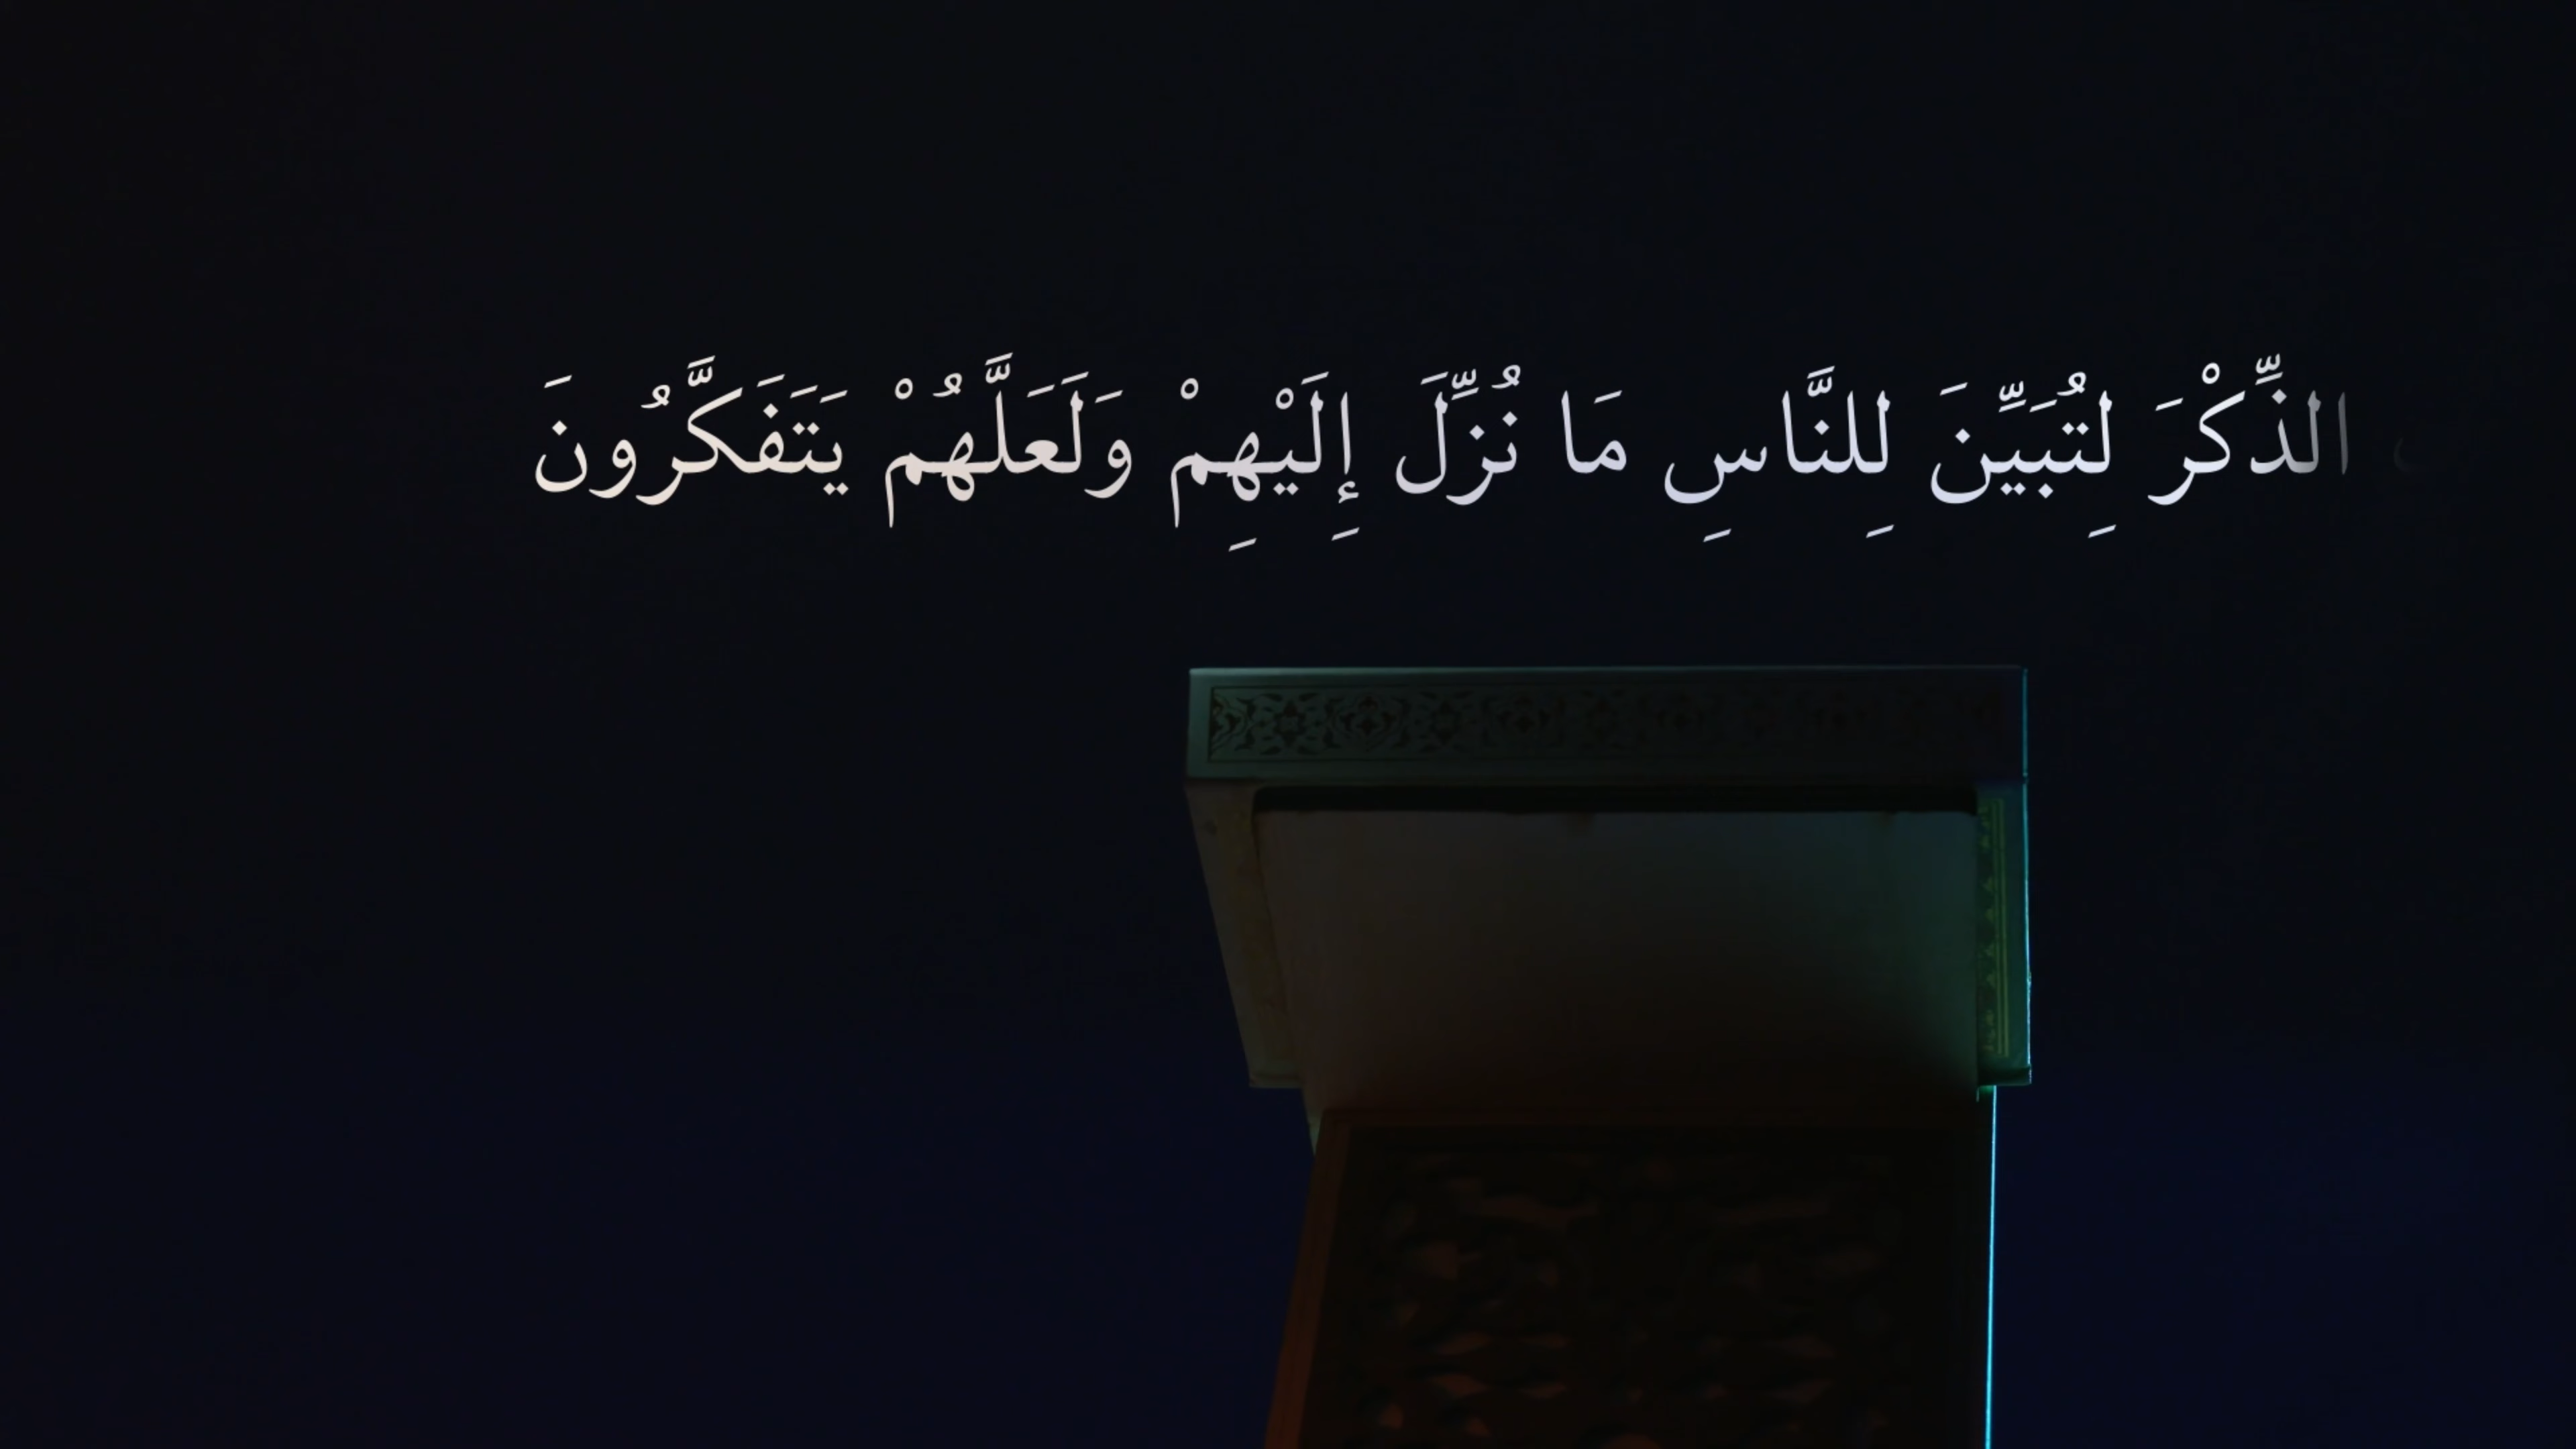 الذِّكْرَ لِتُبَيِّنَ لِلنَّاسِ مَا نُزِّلَ إِلَيْهِمْ وَلَعَلَّهُمْ يَتَفَكَّرُونَ